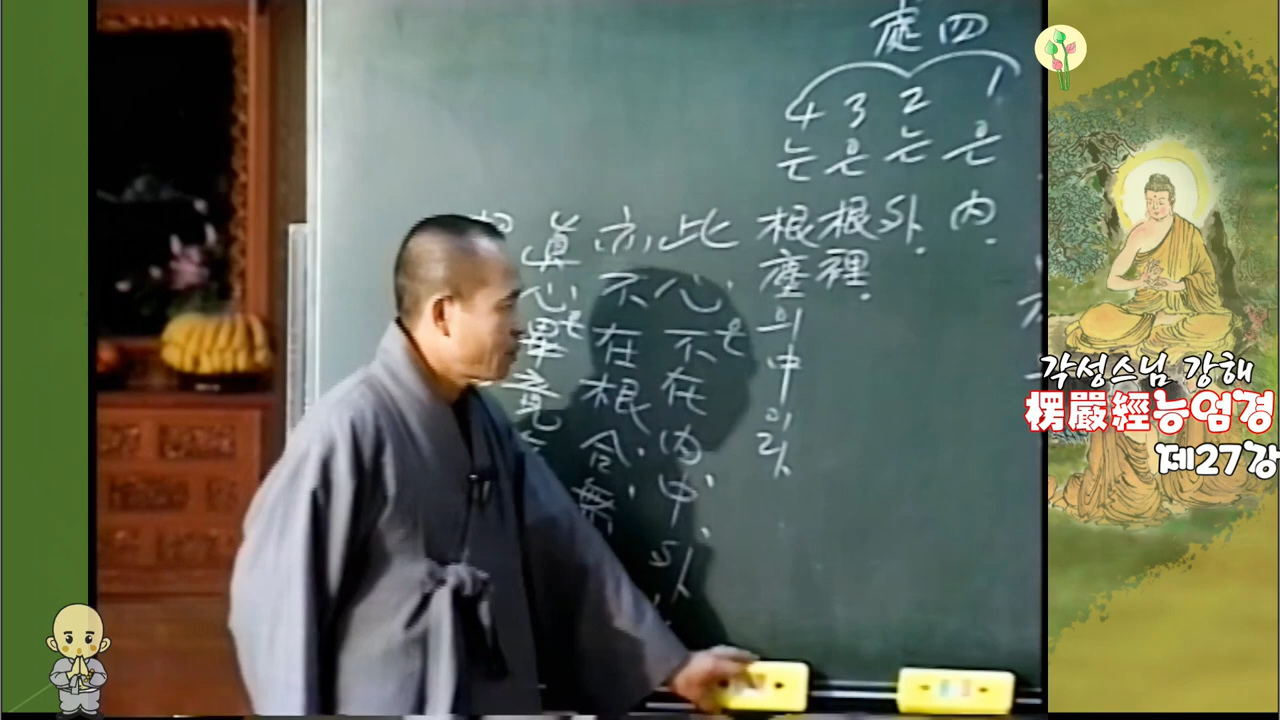 四處
1은 內.
2는 外.
3은 根裡.
4는 根塵의 中이라.
此心은 不在內.中.外
亦不在根.合.無
眞心은 畢竟
각성스님 강해
楞嚴經능엄경
제27강